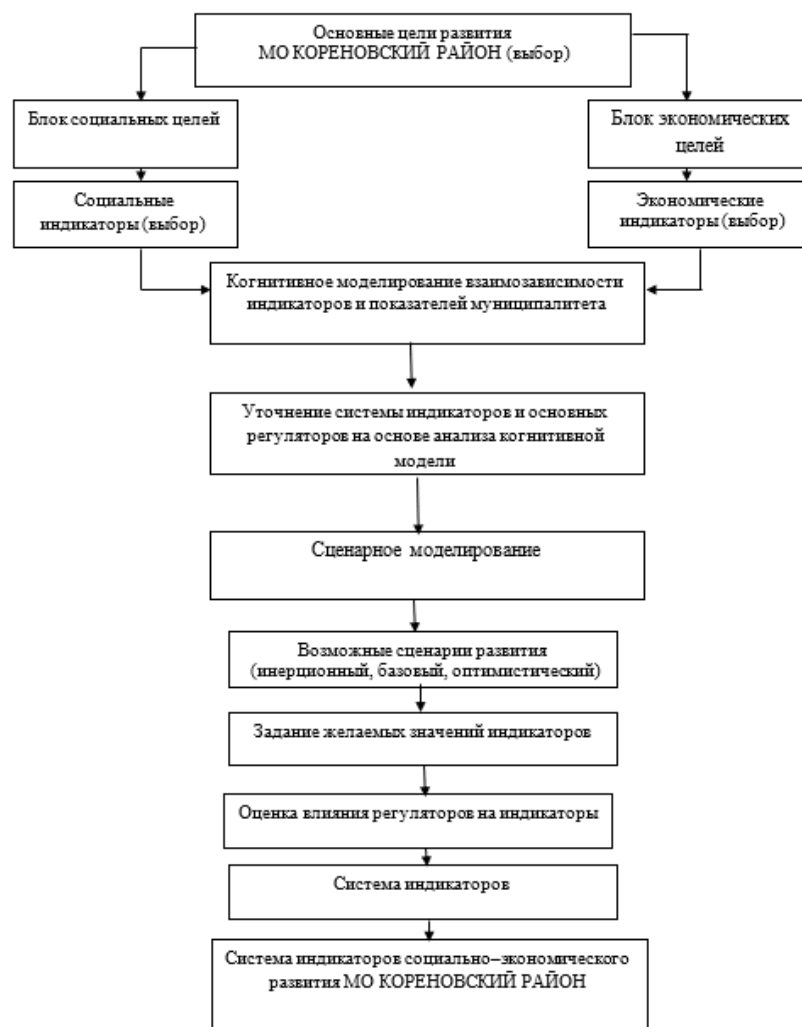 Основные цели развития
МО КОРЕНОВСКИЙ РАЙОН (выбор)
Блок социальных целей
Блок экономических
целей
Социальные
индикаторы (выбор)
Экономические
индикаторы (выбор)
Когнитивное моделирование взаимозависимости
индикаторов и показателей муниципалитета
Уточнение системы индикаторов и основных
регуляторов на основе анализа когнитивной
модели
Сценарное моделирование
Возможные сценарии развития
(инерционный, базовый, оптимистический)
Задание желаемых значений индикаторов
Оценка влияния регуляторов на индикаторы
Система индикаторов
Система индикаторов социально–экономического
развития МО КОРЕНОВСКИЙ РАЙОН